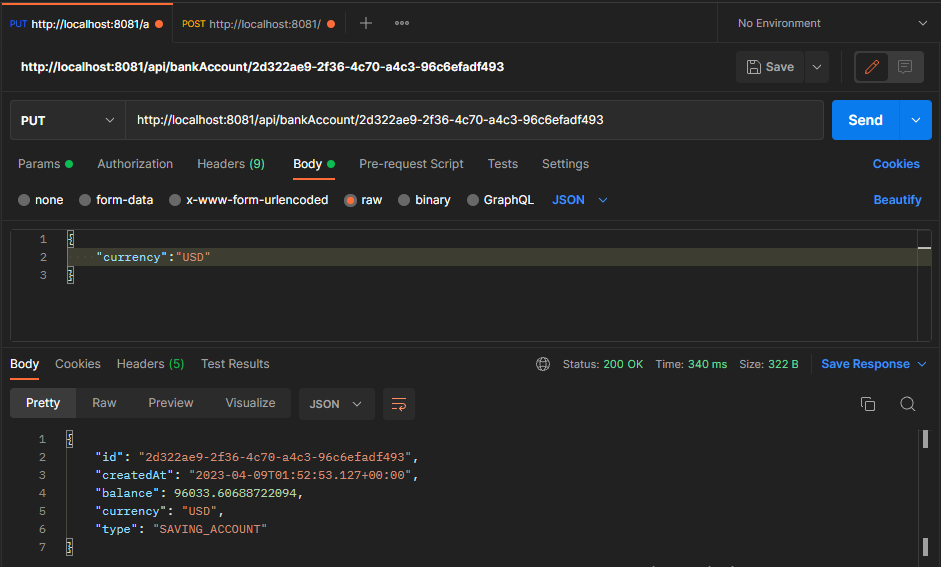 PUT http://localhost:8081/a POST http://localhost:8081/ No Environment
http://localhost:8081/api/bankAccount/2d322ae9-2f36-4c70-a4c3-96c6efadf493 Save
PUT http://localhost:8081/api/bankAccount/2d322ae9-2f36-4c70-a4c3-96c6efadf493 Send
Params Authorization Headers (9) Body Pre-request Script Tests Settings Cookies
none form-data x-www-form-urlencoded raw binary GraphQL JSON Beautify
1 {
2 "currency":"USD"
3 }
Body Cookies Headers (5) Test Results Status: 200 OK Time: 340 ms Size: 322 B Save Response
Pretty Raw Preview Visualize JSON
1 {
2 "id": "2d322ae9-2f36-4c70-a4c3-96c6efadf493",
3 "createdAt": "2023-04-09T01:52:53.127+00:00",
4 "balance": 96033.60688722094,
5 "currency": "USD",
6 "type": "SAVING_ACCOUNT"
7 }